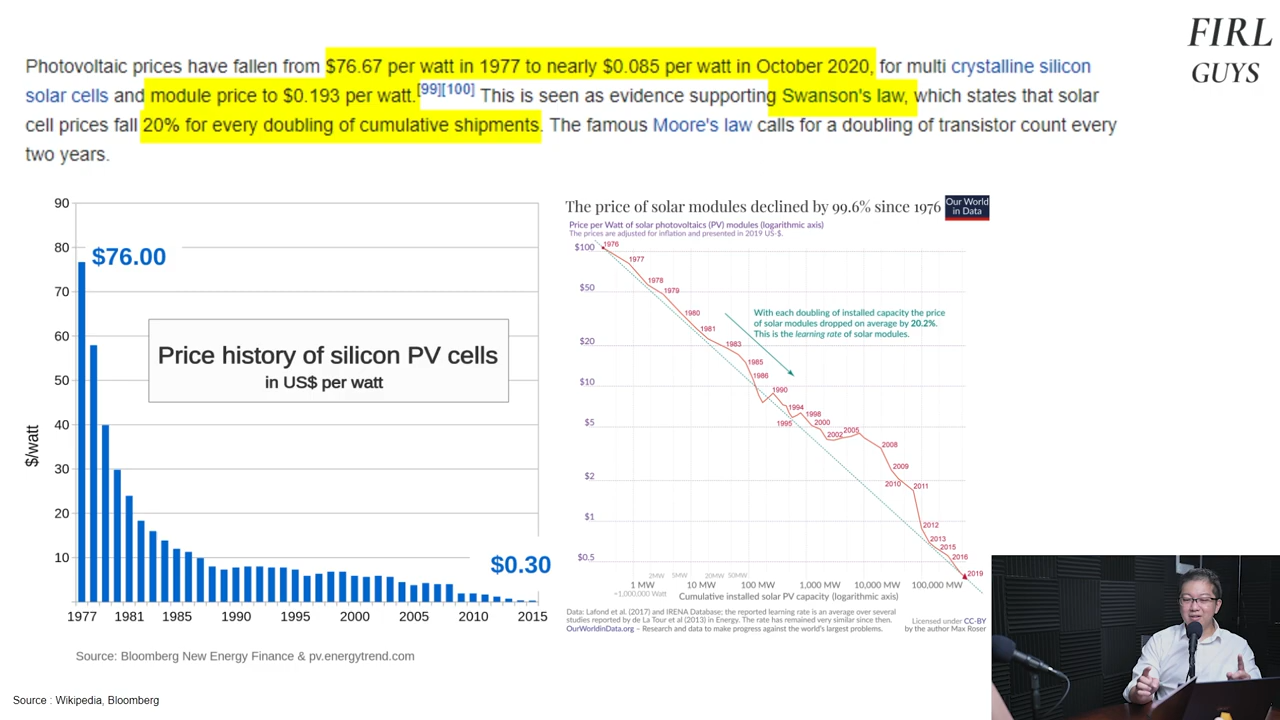 FIRL
GUYS
Photovoltaic prices have fallen from $76.67 per watt in 1977 to nearly $0.085 per watt in October 2020, for multi crystalline silicon
solar cells and module price to $0.193 per watt.[99][100] This is seen as evidence supporting Swanson's law, which states that solar
cell prices fall 20% for every doubling of cumulative shipments. The famous Moore's law calls for a doubling of transistor count every
two years.
90
80
70
60
50
40
30
20
10
$/watt
$76.00
Price history of silicon PV cells
in US$ per watt
$0.30
1977 1981 1985 1990 1995 2000 2005 2010 2015
Source: Bloomberg New Energy Finance & pv.energytrend.com
The price of solar modules declined by 99.6% since 1976
Our World
in Data
Price per Watt of solar photovoltaics (PV) modules (logarithmic axis)
The prices are adjusted for inflation and presented in 2019 US-$.
$100
$50
$20
$10
$5
$2
$1
$0.5
1976
1977
1978
1979
1980
1981
1983
1985
1986
1990
1994
1995
1998
2000
2002
2005
2008
2009
2010
2011
2012
2013
2015
2016
2019
With each doubling of installed capacity the price
of solar modules dropped on average by 20.2%.
This is the learning rate of solar modules.
2MW 5MW 20MW 50MW
1 MW 10 MW 100 MW 1,000 MW 10,000 MW 100,000 MW
=1,000,000 Watt
Cumulative installed solar PV capacity (logarithmic axis)
Data: Lafond et al. (2017) and IRENA Database; the reported learning rate is an average over several
studies reported by de La Tour et al (2013) in Energy. The rate has remained very similar since then.
OurWorldinData.org – Research and data to make progress against the world's largest problems.
Licensed under CC-BY
by the author Max Roser
Source : Wikipedia, Bloomberg